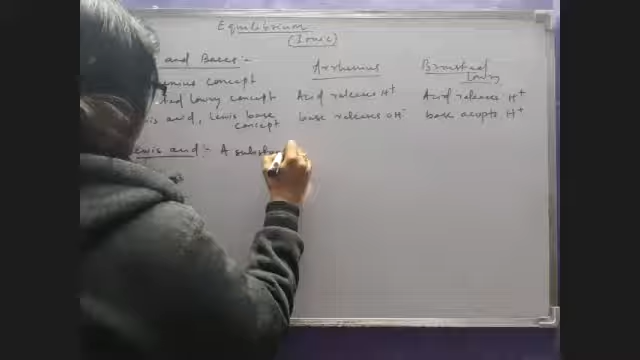 Equilibrium
(Ionic)
and Bases :-
Arrhenius
Bronsted
Lowry
concept
Acid releases H+
Acid releases H+
Lowry concept
base releases OH-
base accepts H+
acid, Lewis base
concept
Lewis acid :- A